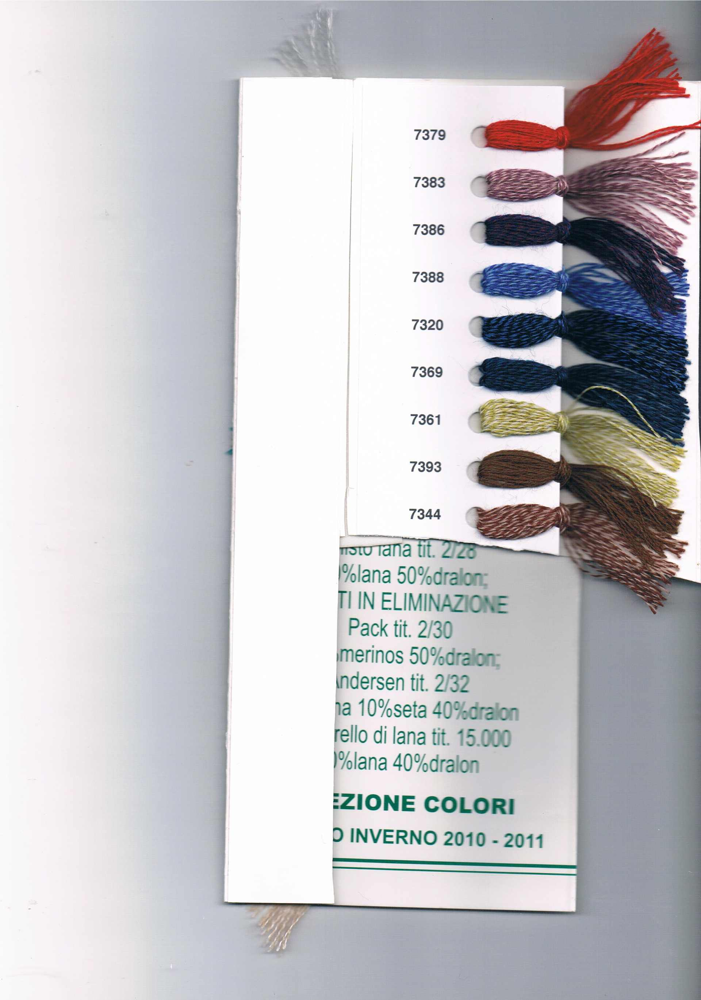 7379
7383
7386
7388
7320
7369
7361
7393
7344
lana tit. 2/28
%lana 50%dralon;
TI IN ELIMINAZIONE
Pack tit. 2/30
merinos 50%dralon;
ndersen tit. 2/32
na 10%seta 40%dralon
rello di lana tit. 15.000
%lana 40%dralon
EZIONE COLORI
O INVERNO 2010 - 2011